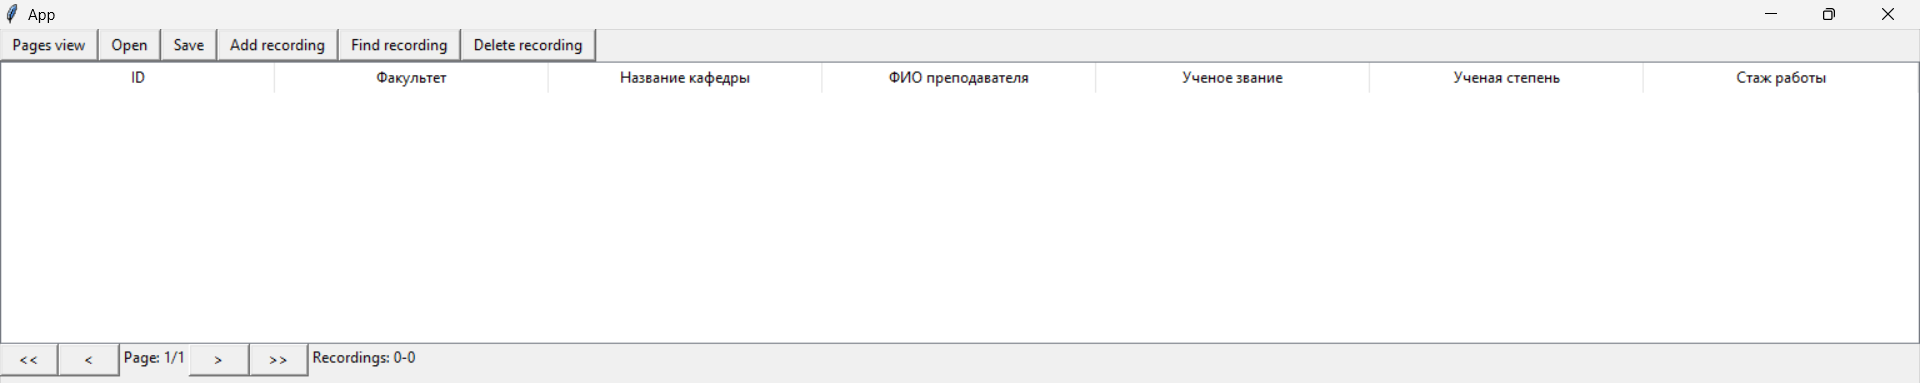 App
Pages view Open Save Add recording Find recording Delete recording
ID Факультет Название кафедры ФИО преподавателя Ученое звание Ученая степень Стаж работы
<< < Page: 1/1 > >> Recordings: 0-0